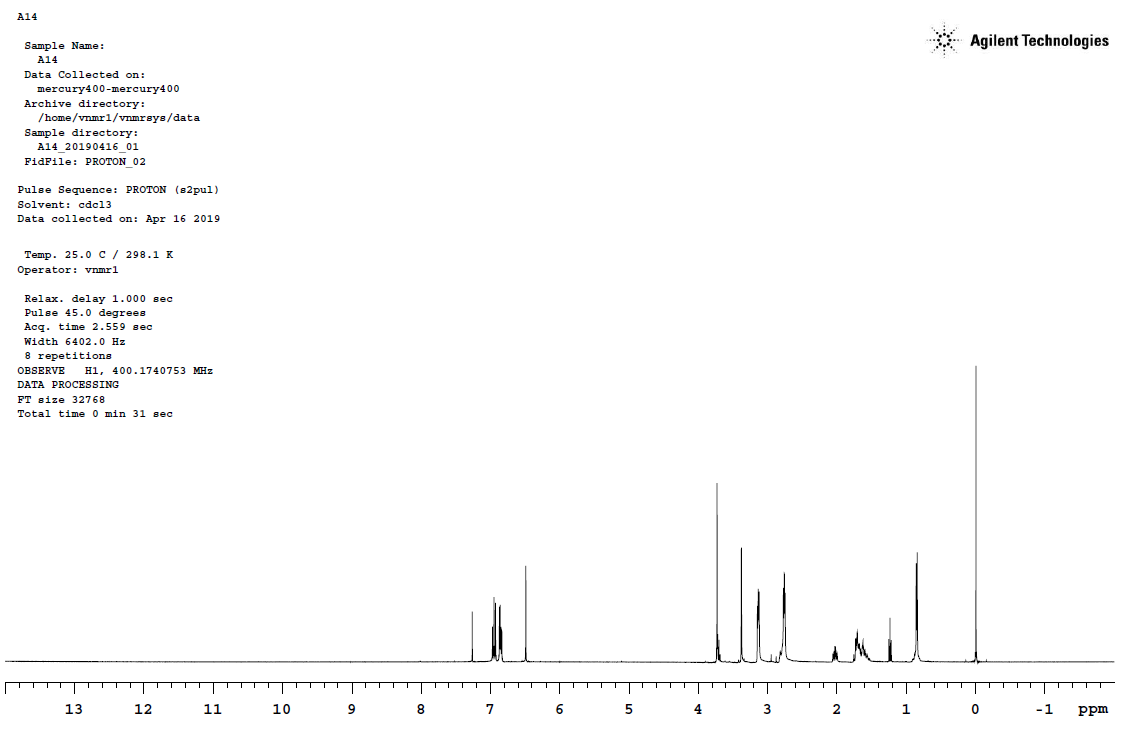 A14
Agilent Technologies
Sample Name:
A14
Data Collected on:
mercury400-mercury400
Archive directory:
/home/vnmr1/vnmrsys/data
Sample directory:
A14_20190416_01
FidFile: PROTON_02
Pulse Sequence: PROTON (s2pul)
Solvent: cdcl3
Data collected on: Apr 16 2019
Temp. 25.0 C / 298.1 K
Operator: vnmr1
Relax. delay 1.000 sec
Pulse 45.0 degrees
Acq. time 2.559 sec
Width 6402.0 Hz
8 repetitions
OBSERVE H1, 400.1740753 MHz
DATA PROCESSING
FT size 32768
Total time 0 min 31 sec
13 12 11 10 9 8 7 6 5 4 3 2 1 0 -1 ppm